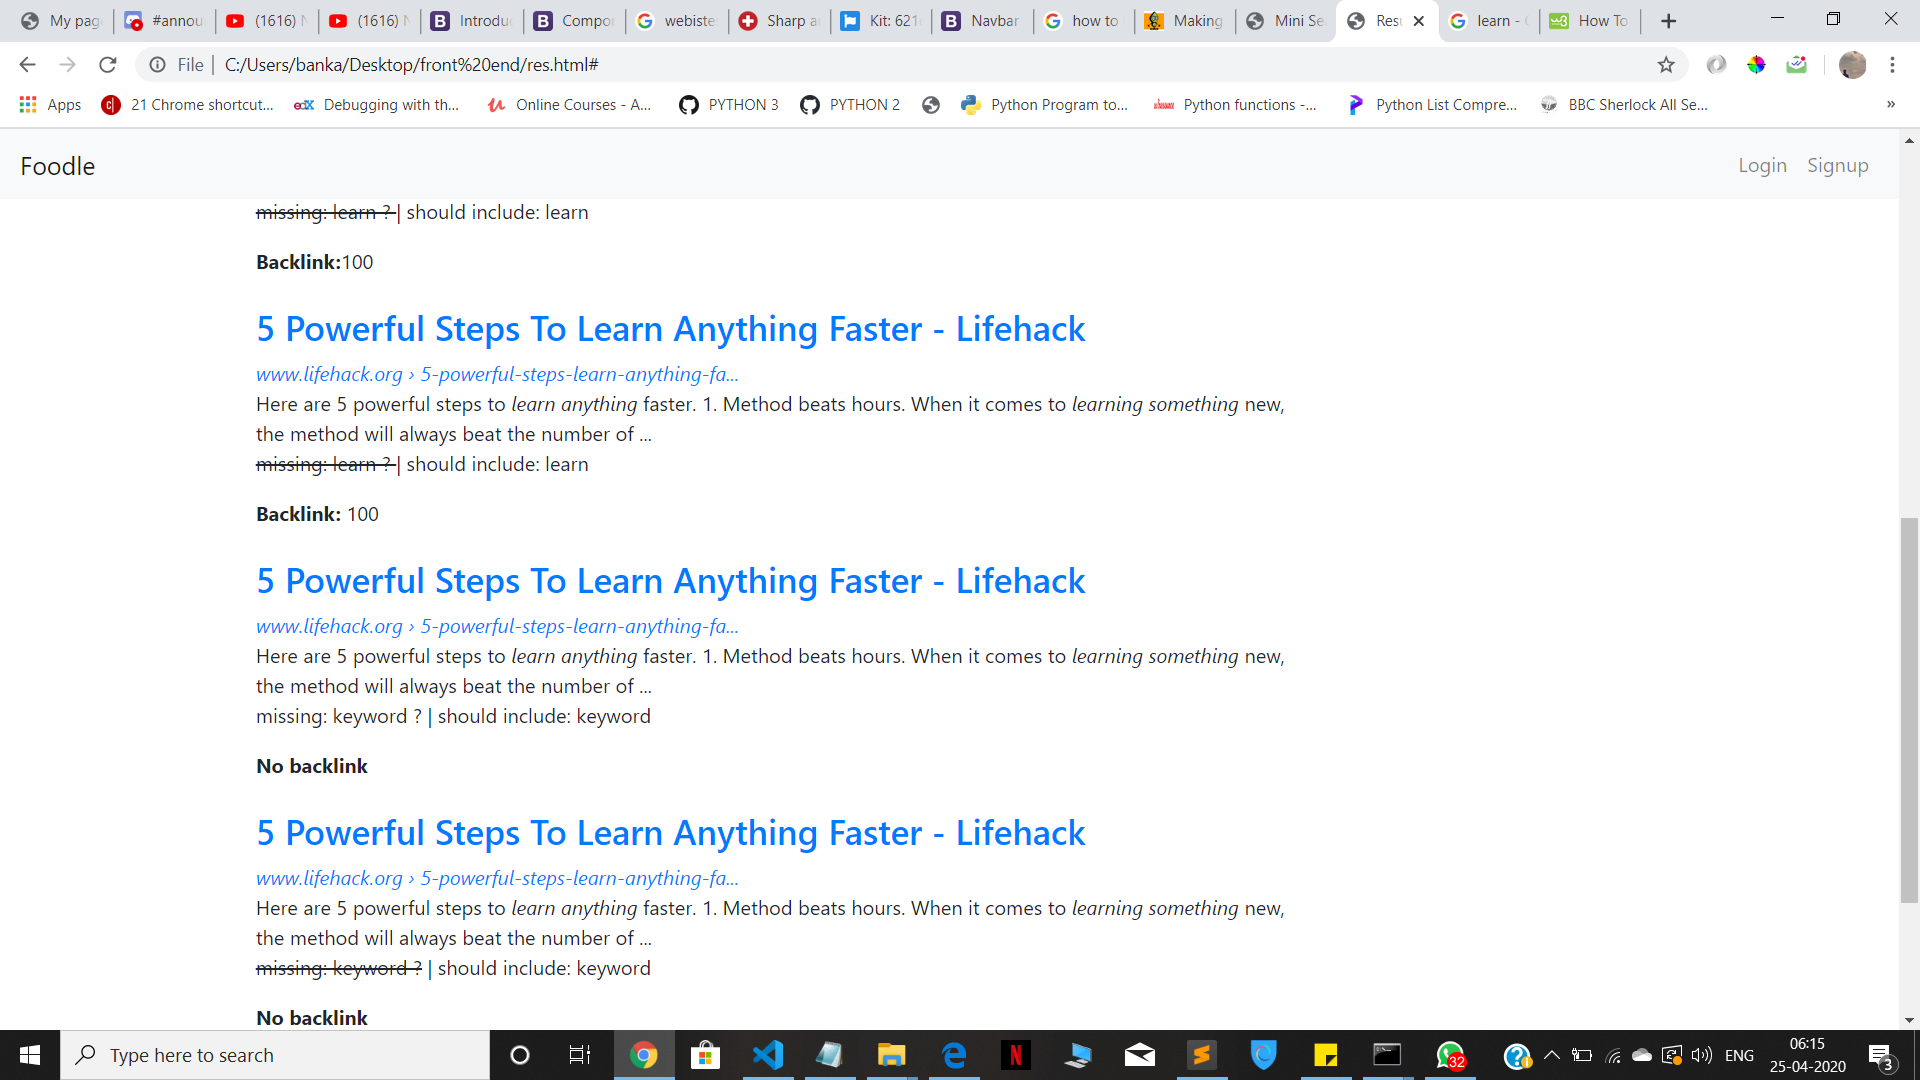 My pag
#annou
(1616) N
(1616) N
Introdu
Compor
webiste
Sharp a
Kit: 621
Navbar
how to
Making
Mini Se
Resu
learn - G
How To
File
C:/Users/banka/Desktop/front%20end/res.html#
Apps
21 Chrome shortcut...
edX Debugging with th...
Online Courses - A...
PYTHON 3
PYTHON 2
Python Program to...
Python functions -...
Python List Compre...
BBC Sherlock All Se...
»
Foodle
Login Signup
missing: learn ? | should include: learn
Backlink:100
5 Powerful Steps To Learn Anything Faster - Lifehack
www.lifehack.org › 5-powerful-steps-learn-anything-fa...
Here are 5 powerful steps to learn anything faster. 1. Method beats hours. When it comes to learning something new,
the method will always beat the number of ...
missing: learn ? | should include: learn
Backlink: 100
5 Powerful Steps To Learn Anything Faster - Lifehack
www.lifehack.org › 5-powerful-steps-learn-anything-fa...
Here are 5 powerful steps to learn anything faster. 1. Method beats hours. When it comes to learning something new,
the method will always beat the number of ...
missing: keyword ? | should include: keyword
No backlink
5 Powerful Steps To Learn Anything Faster - Lifehack
www.lifehack.org › 5-powerful-steps-learn-anything-fa...
Here are 5 powerful steps to learn anything faster. 1. Method beats hours. When it comes to learning something new,
the method will always beat the number of ...
missing: keyword ? | should include: keyword
No backlink
Type here to search
32
ENG
06:15
25-04-2020
3